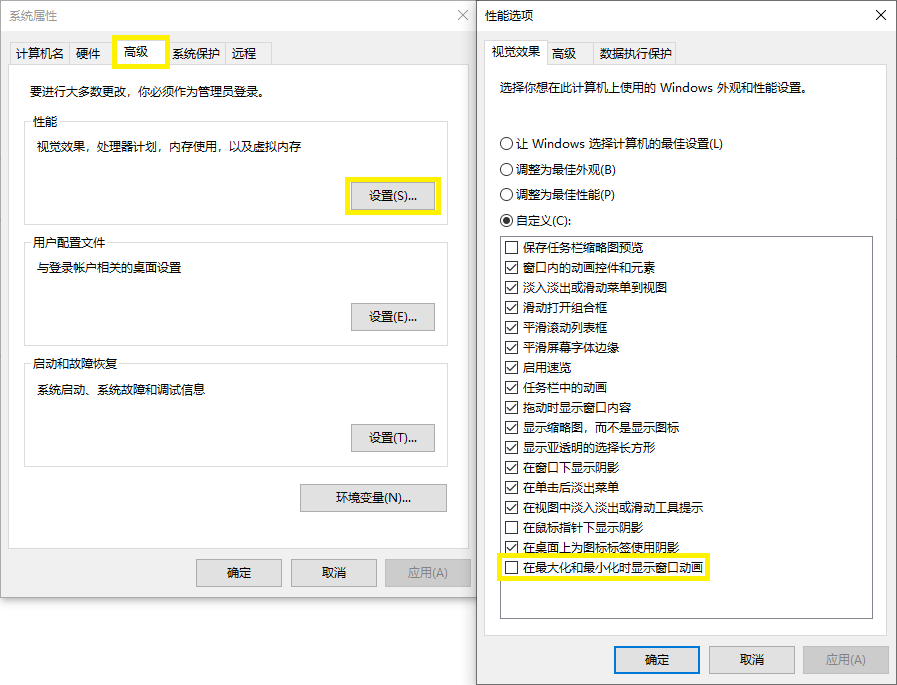 系统属性
计算机名
硬件
高级
系统保护
远程
要进行大多数更改，你必须作为管理员登录。
性能
视觉效果，处理器计划，内存使用，以及虚拟内存
设置(S)...
用户配置文件
与登录帐户相关的桌面设置
设置(E)...
启动和故障恢复
系统启动、系统故障和调试信息
设置(T)...
环境变量(N)...
确定
取消
应用(A)
性能选项
视觉效果
高级
数据执行保护
选择你想在此计算机上使用的 Windows 外观和性能设置。
让 Windows 选择计算机的最佳设置(L)
调整为最佳外观(B)
调整为最佳性能(P)
自定义(C):
保存任务栏缩略图预览
窗口内的动画控件和元素
淡入淡出或滑动菜单到视图
滑动打开组合框
平滑滚动列表框
平滑屏幕字体边缘
启用速览
任务栏中的动画
拖动时显示窗口内容
显示缩略图，而不是显示图标
显示亚透明的选择长方形
在窗口下显示阴影
在单击后淡出菜单
在视图中淡入淡出或滑动工具提示
在鼠标指针下显示阴影
在桌面上为图标标签使用阴影
在最大化和最小化时显示窗口动画
确定
取消
应用(A)